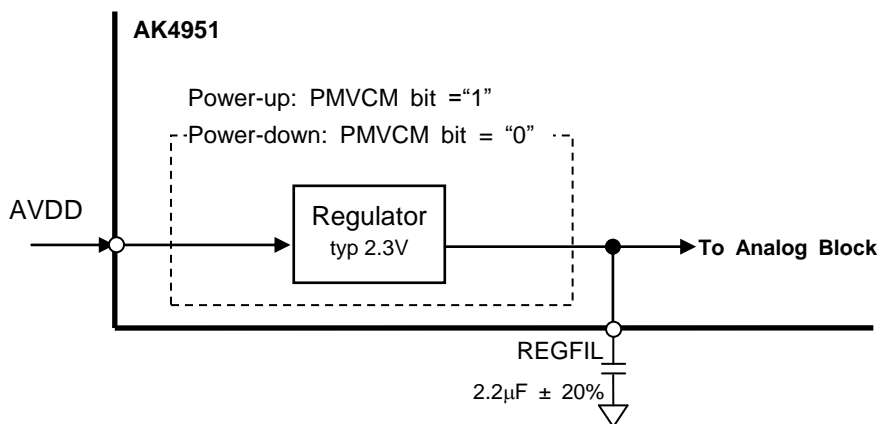 AK4951
Power-up: PMVCM bit =“1”
Power-down: PMVCM bit = “0”
AVDD
Regulator
typ 2.3V
To Analog Block
REGFIL
2.2μF ± 20%